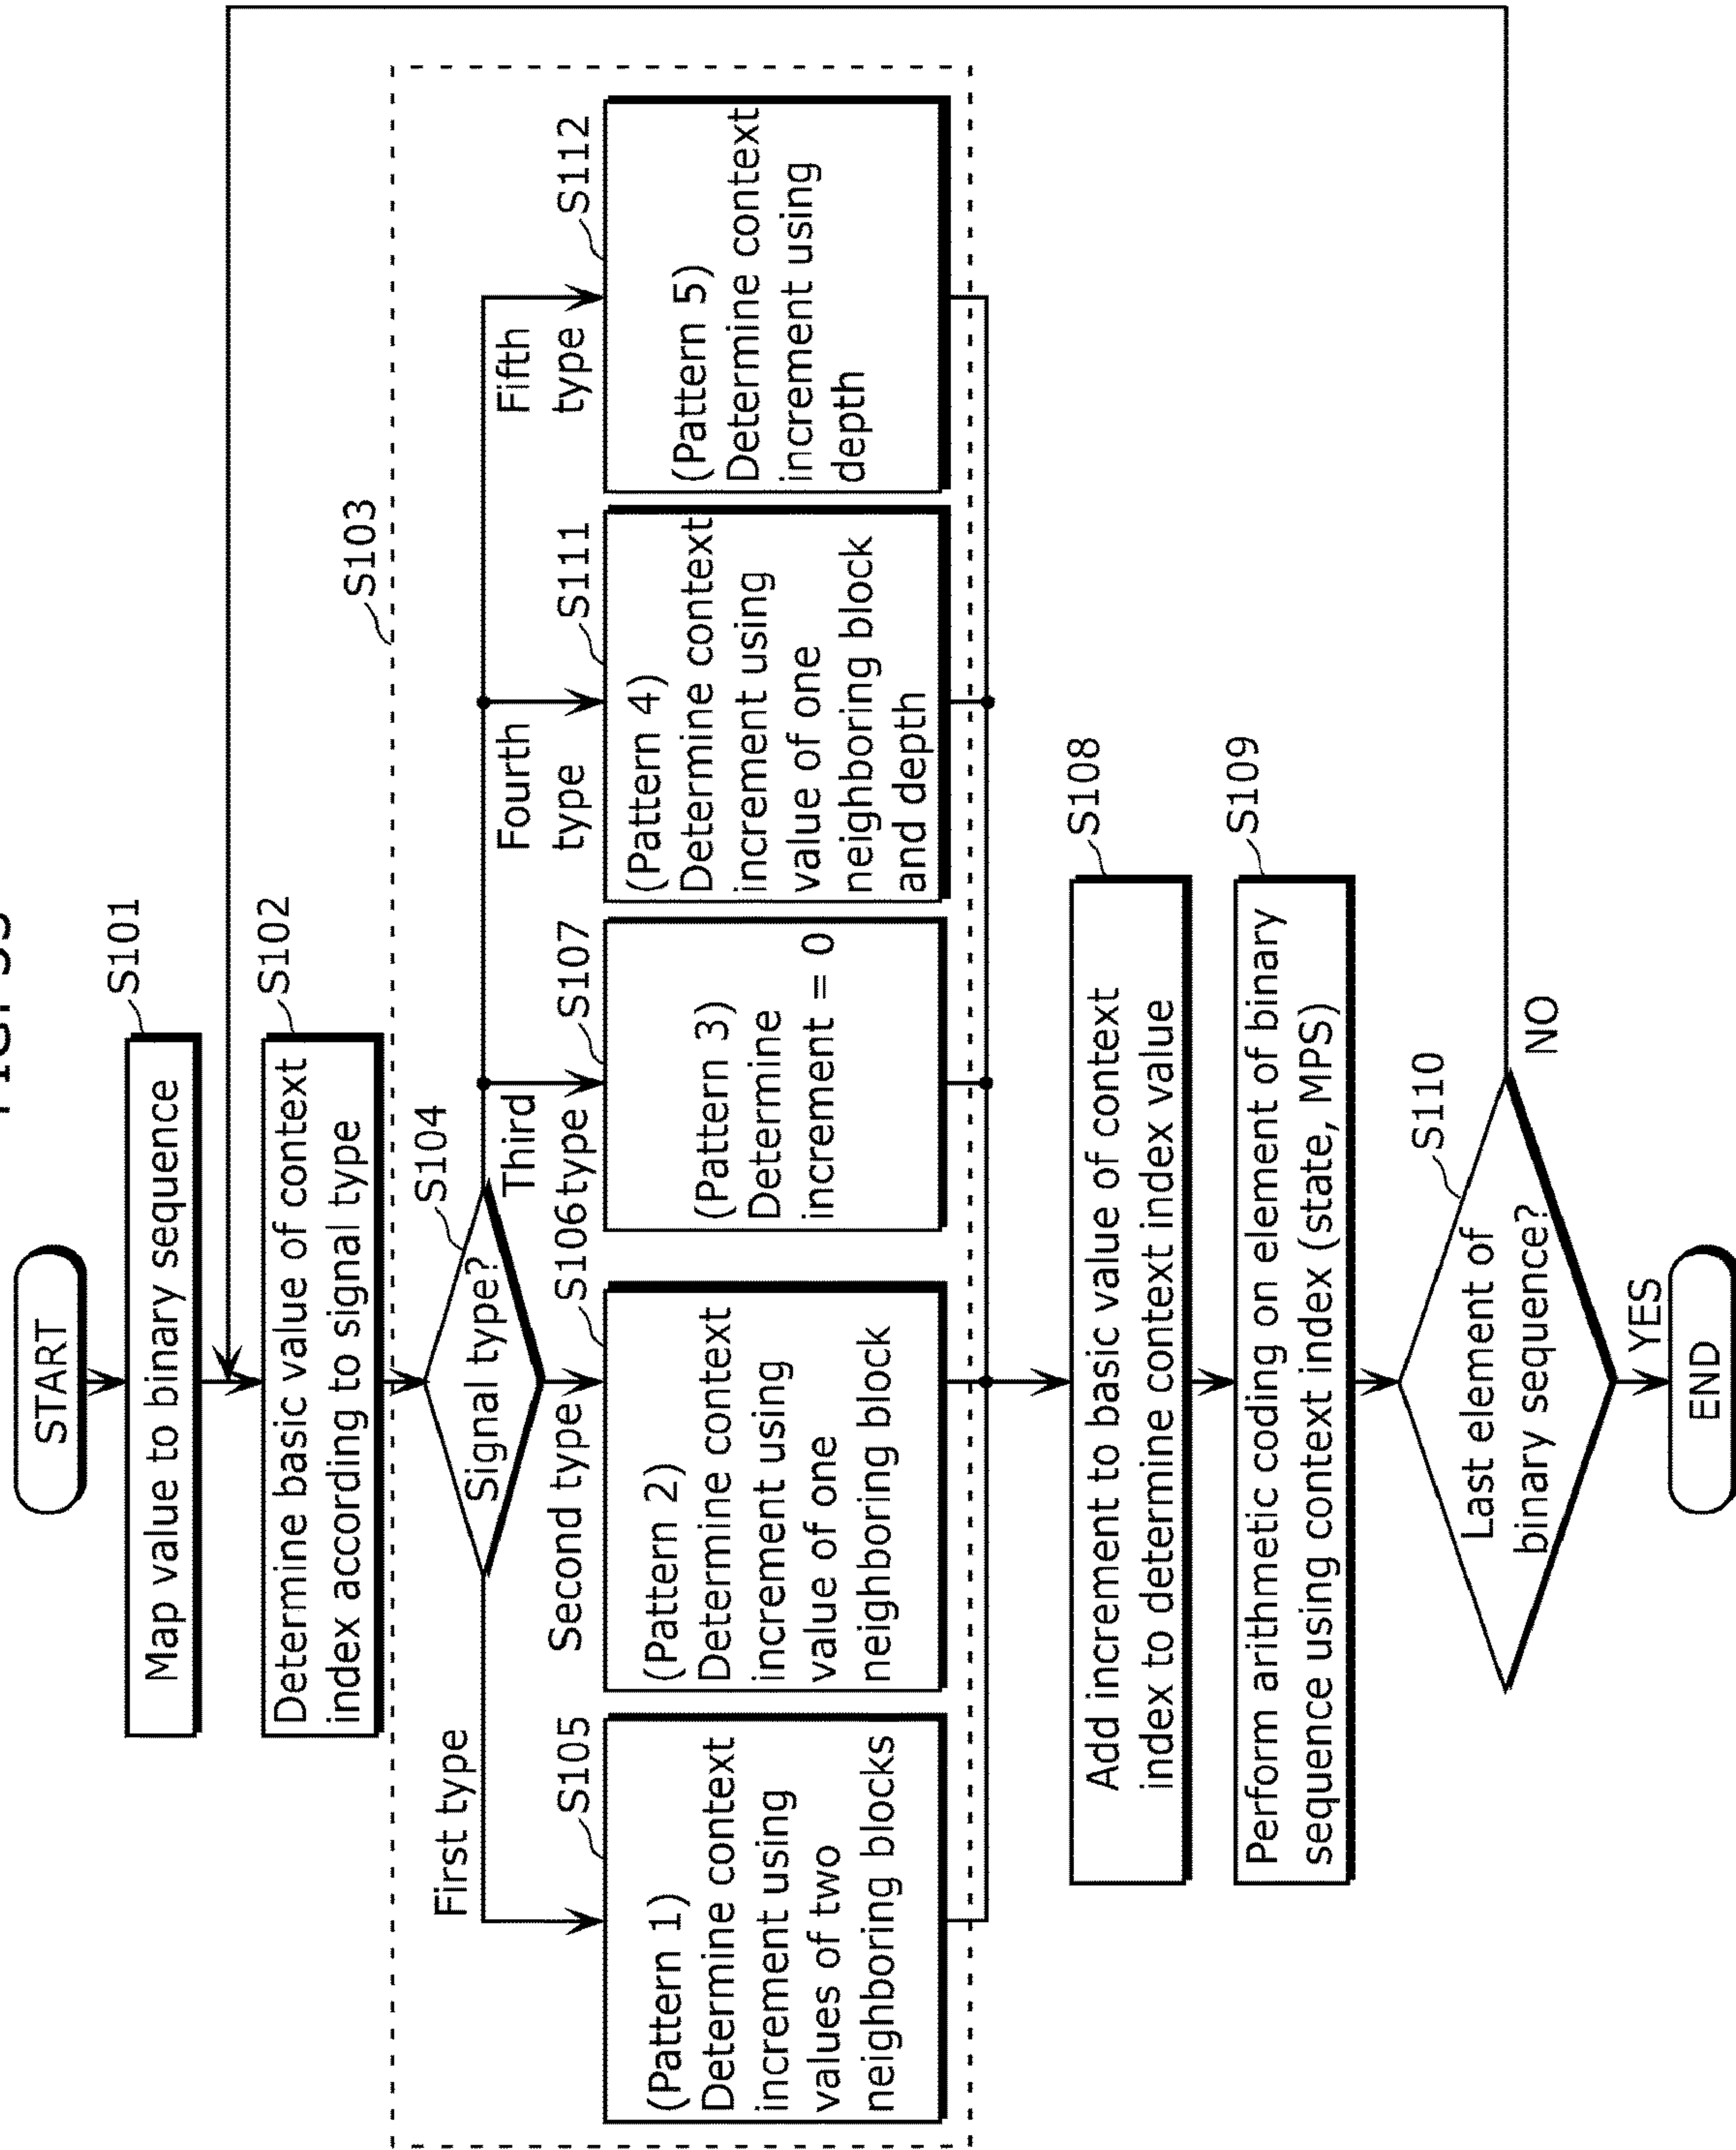 START
S101
Map value to binary sequence
S102
Determine basic value of context
index according to signal type
S103
S104
Signal type?
First type
Second type
Third
type
Fourth
type
Fifth
type
S105
(Pattern 1)
Determine context
increment using
values of two
neighboring blocks
S106
(Pattern 2)
Determine context
increment using
value of one
neighboring block
S107
(Pattern 3)
Determine
increment = 0
S111
(Pattern 4)
Determine context
increment using
value of one
neighboring block
and depth
S112
(Pattern 5)
Determine context
increment using
depth
S108
Add increment to basic value of context
index to determine context index value
S109
Perform arithmetic coding on element of binary
sequence using context index (state, MPS)
S110
Last element of
binary sequence?
NO
YES
END